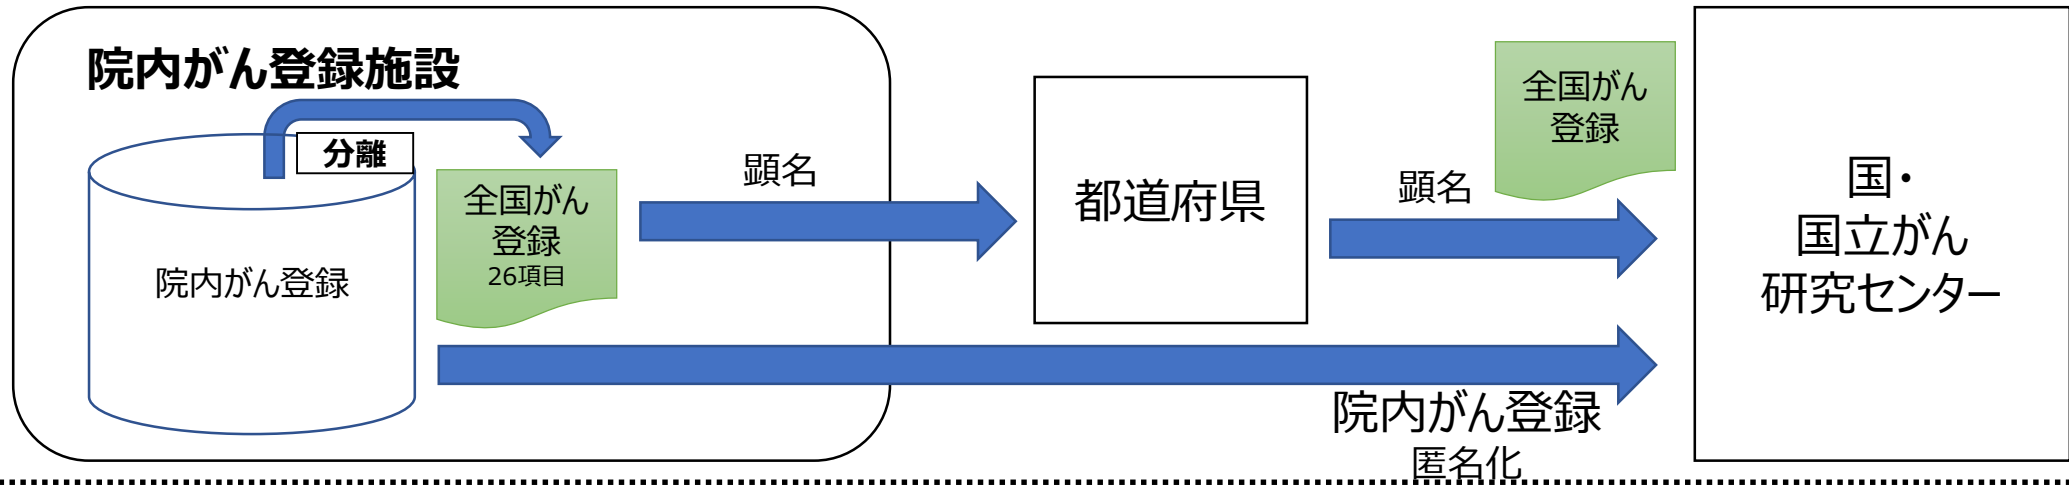 院内がん登録施設
分離
院内がん登録
全国がん
登録
26項目
顕名
都道府県
顕名
全国がん
登録
院内がん登録
匿名化
国・
国立がん
研究センター